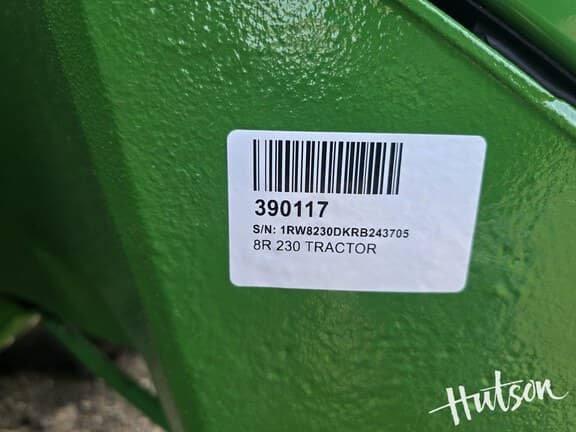 390117
S/N: 1RW8230DKRB243705
8R 230 TRACTOR
Hutson